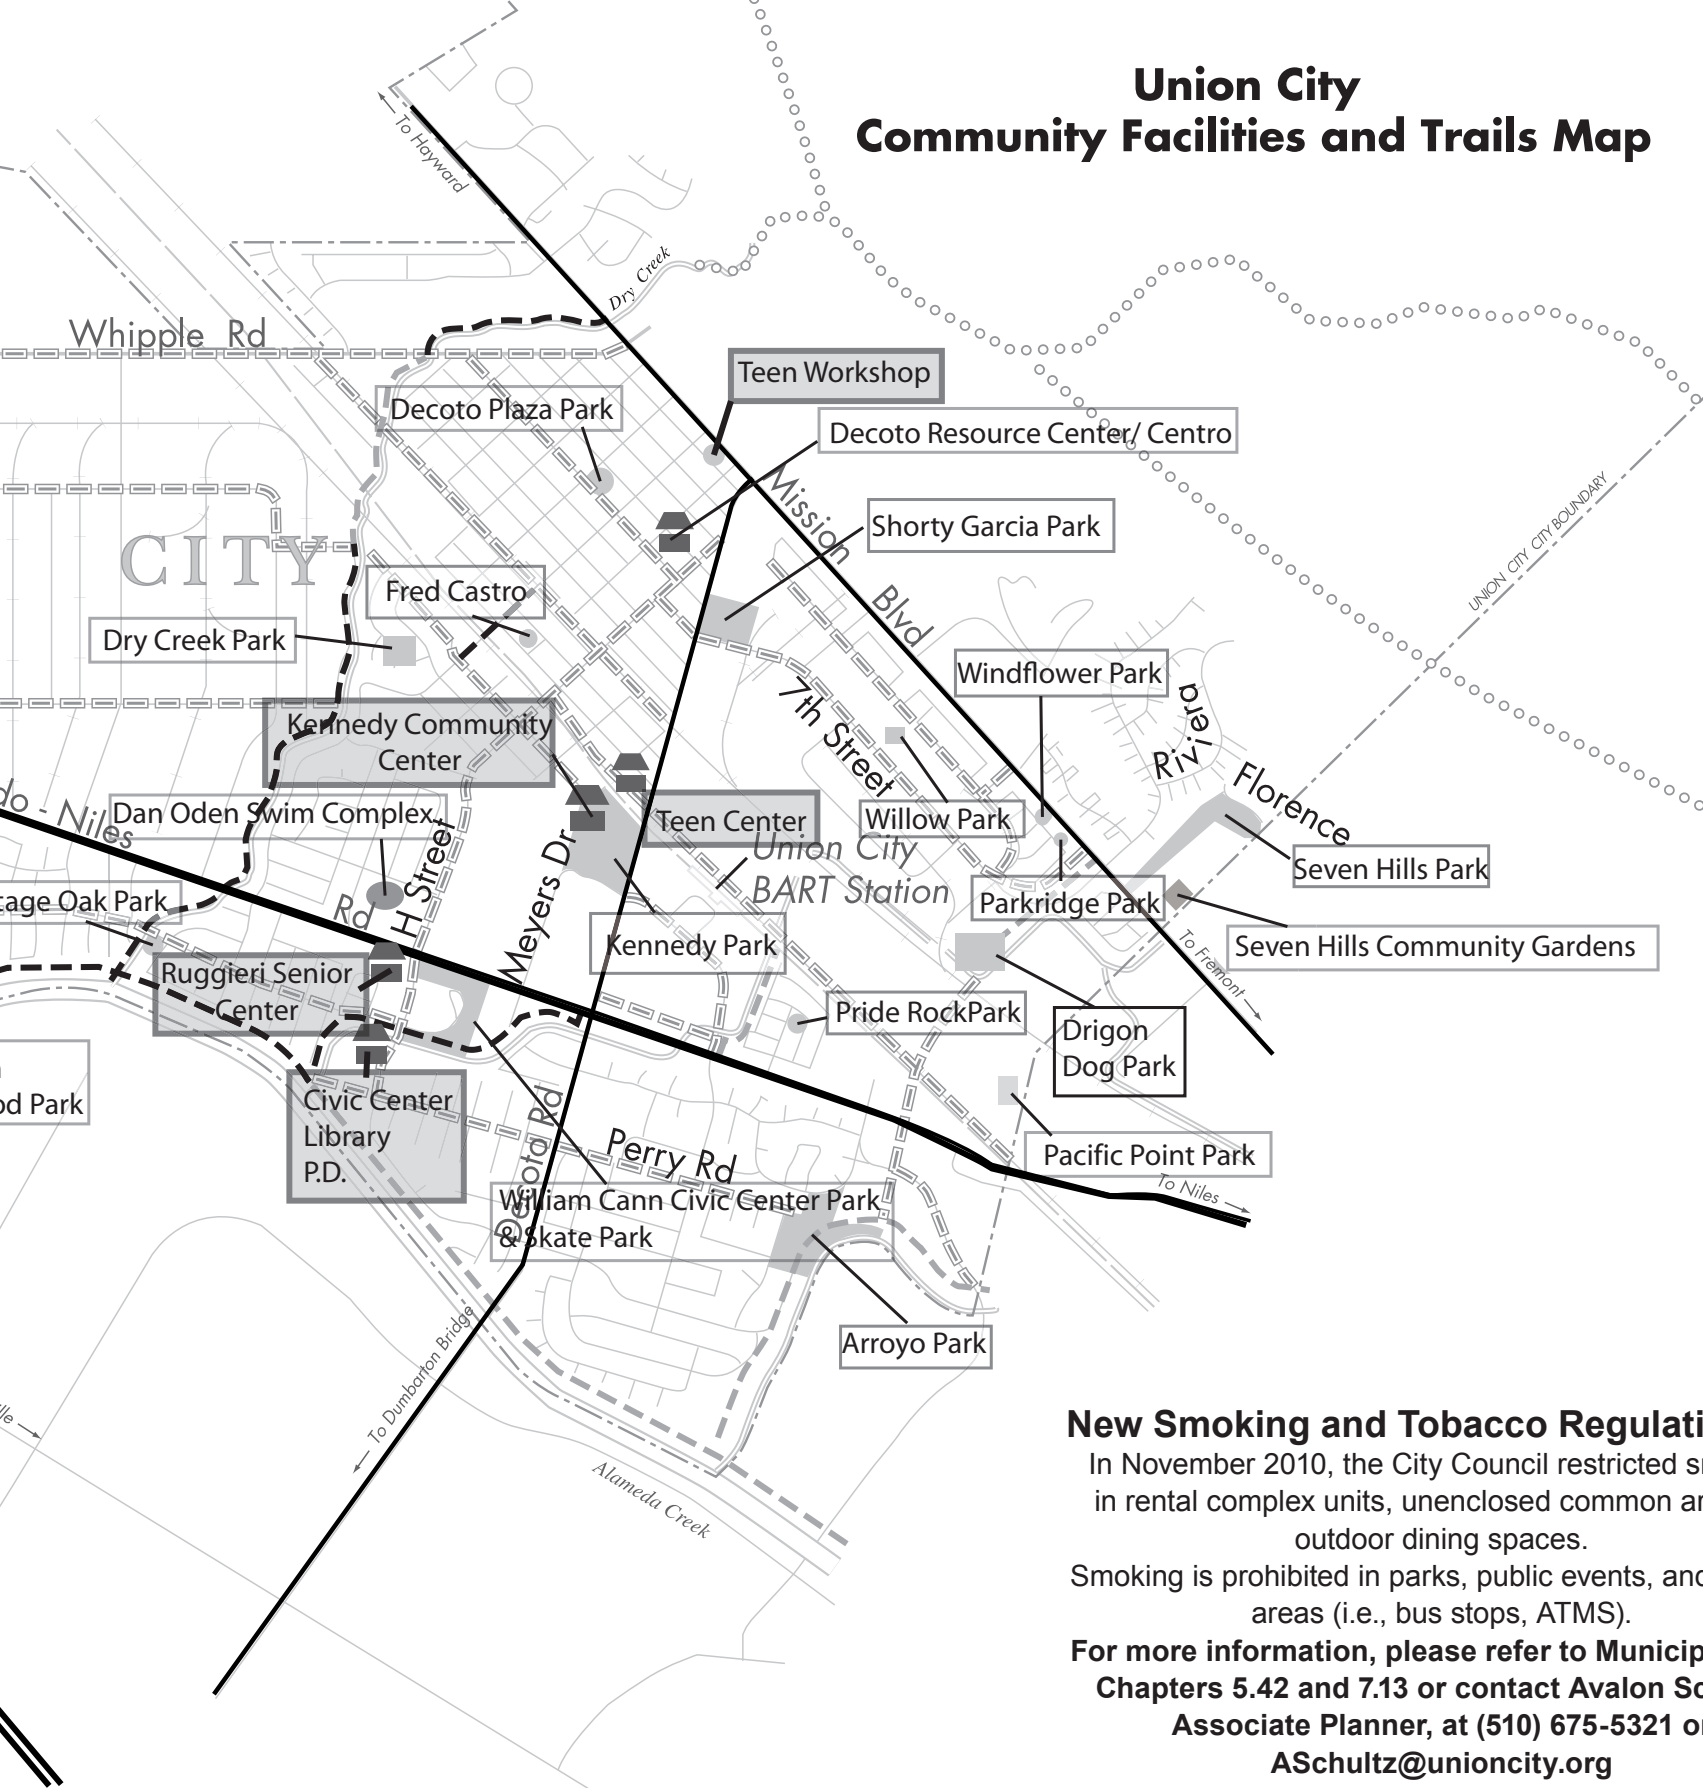 Union City
Community Facilities and Trails Map
To Hayward
Dry Creek
Whipple Rd
Teen Workshop
Decoto Plaza Park
Decoto Resource Center/ Centro
Mission Blvd
UNION CITY CITY BOUNDARY
Shorty Garcia Park
CITY
Fred Castro
Dry Creek Park
Windflower Park
7th Street
Riviera
Florence
Kennedy Community
Center
Dan Oden Swim Complex
do - Niles
Rd
H Street
Meyers Dr
Teen Center
Willow Park
Union City
BART Station
Seven Hills Park
tage Oak Park
Parkridge Park
Kennedy Park
Seven Hills Community Gardens
To Fremont
Ruggieri Senior
Center
Pride RockPark
Drigon
Dog Park
od Park
Civic Center
Library
P.D.
Decoto Rd
Perry Rd
Pacific Point Park
To Niles
William Cann Civic Center Park
& Skate Park
Arroyo Park
To Dumbarton Bridge
Alameda Creek
New Smoking and Tobacco Regulati
In November 2010, the City Council restricted s
in rental complex units, unenclosed common a
outdoor dining spaces.
Smoking is prohibited in parks, public events, and
areas (i.e., bus stops, ATMS).
For more information, please refer to Municip
Chapters 5.42 and 7.13 or contact Avalon Sc
Associate Planner, at (510) 675-5321 o
ASchultz@unioncity.org